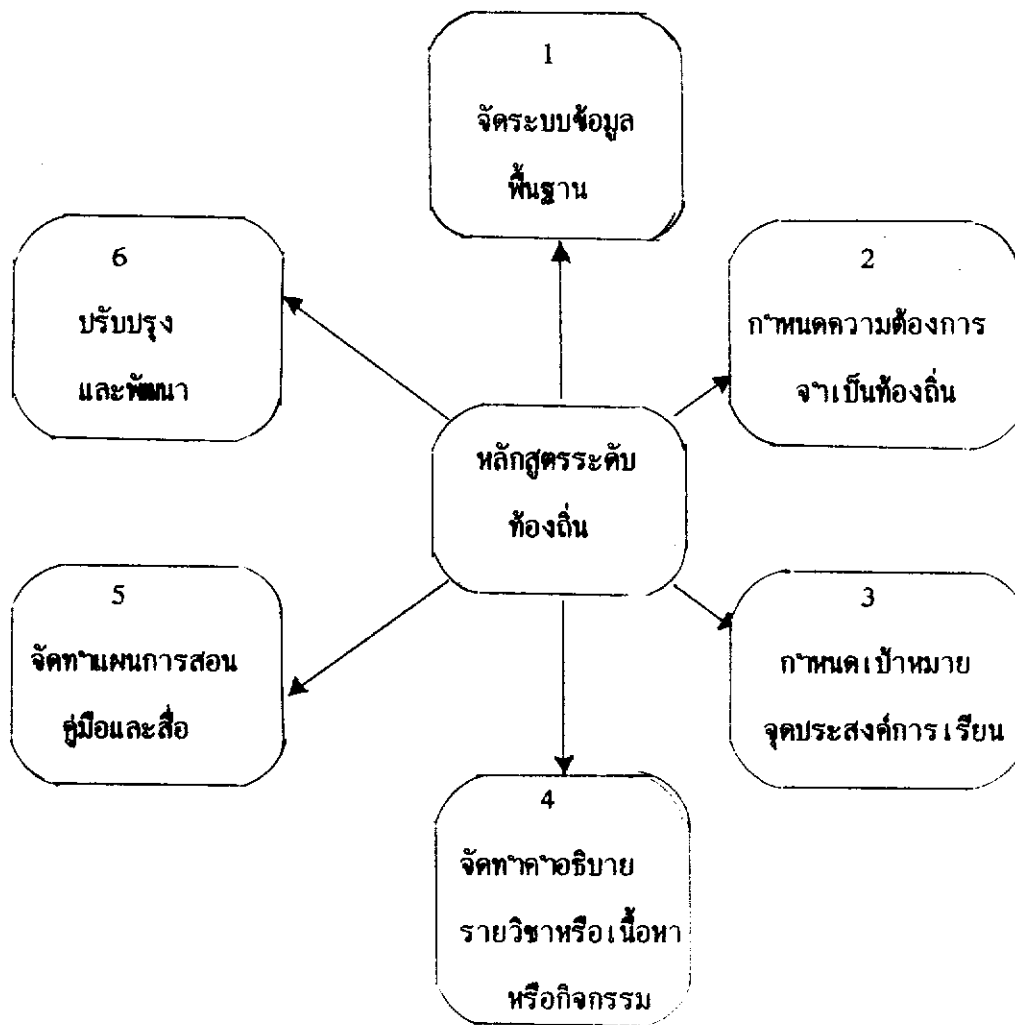 1
จัดระบบข้อมูล
พื้นฐาน
2
กำหนดความต้องการ
จำเป็นท้องถิ่น
3
กำหนดเป้าหมาย
จุดประสงค์การเรียน
4
จัดทำคำอธิบาย
รายวิชาหรือเนื้อหา
หรือกิจกรรม
5
จัดทำแผนการสอน
คู่มือและสื่อ
6
ปรับปรุง
และพัฒนา
หลักสูตรระดับ
ท้องถิ่น